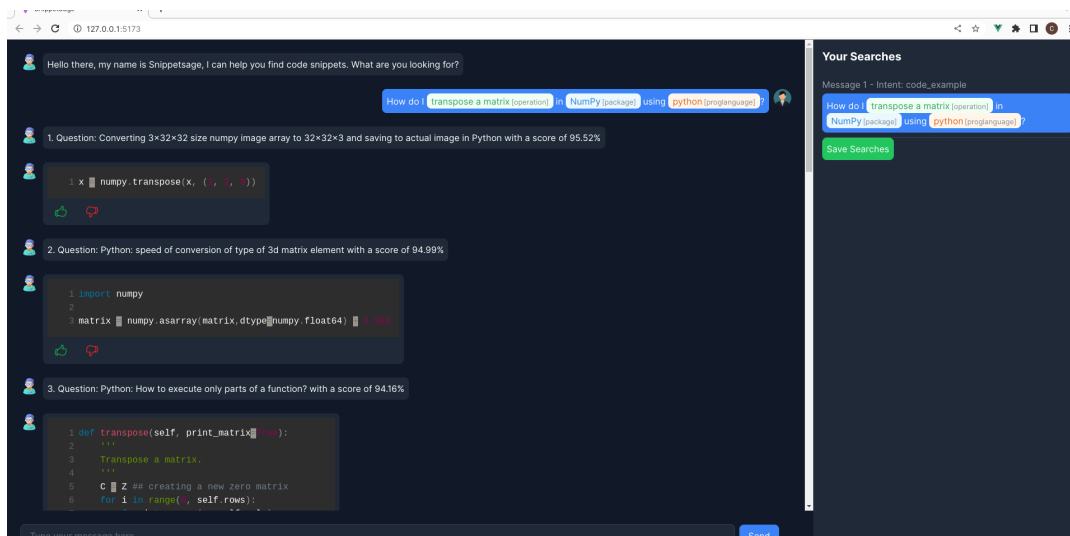 127.0.0.1:5173
Hello there, my name is Snippetsage, I can help you find code snippets. What are you looking for?
How do I transpose a matrix [operation] in NumPy [package] using python [proglanguage] ?
1. Question: Converting 3×32×32 size numpy image array to 32×32×3 and saving to actual image in Python with a score of 95.52%
1 x = numpy.transpose(x, (
2. Question: Python: speed of conversion of type of 3d matrix element with a score of 94.99%
1 import numpy
2
3 matrix = numpy.asarray(matrix,dtype=numpy.float64) 
3. Question: Python: How to execute only parts of a function? with a score of 94.16%
1 def transpose(self, print_matrix= ):
2 '''
3 Transpose a matrix.
4 '''
5 C = Z ## creating a new zero matrix
6 for i in range( , self.rows):
Type your message here
Send
Your Searches
Message 1 - Intent: code_example
How do I transpose a matrix [operation] in
NumPy [package] using python [proglanguage] ?
Save Searches